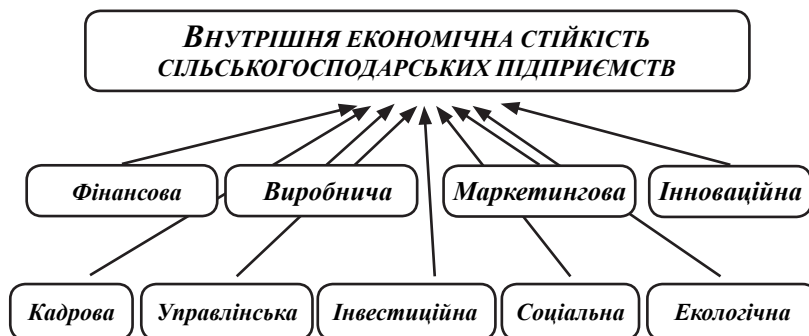 ВНУТРІШНЯ ЕКОНОМІЧНА СТІЙКІСТЬ
СІЛЬСЬКОГОСПОДАРСЬКИХ ПІДПРИЄМСТВ
Фінансова Виробнича Маркетингова Інноваційна
Кадрова Управлінська Інвестиційна Соціальна Екологічна